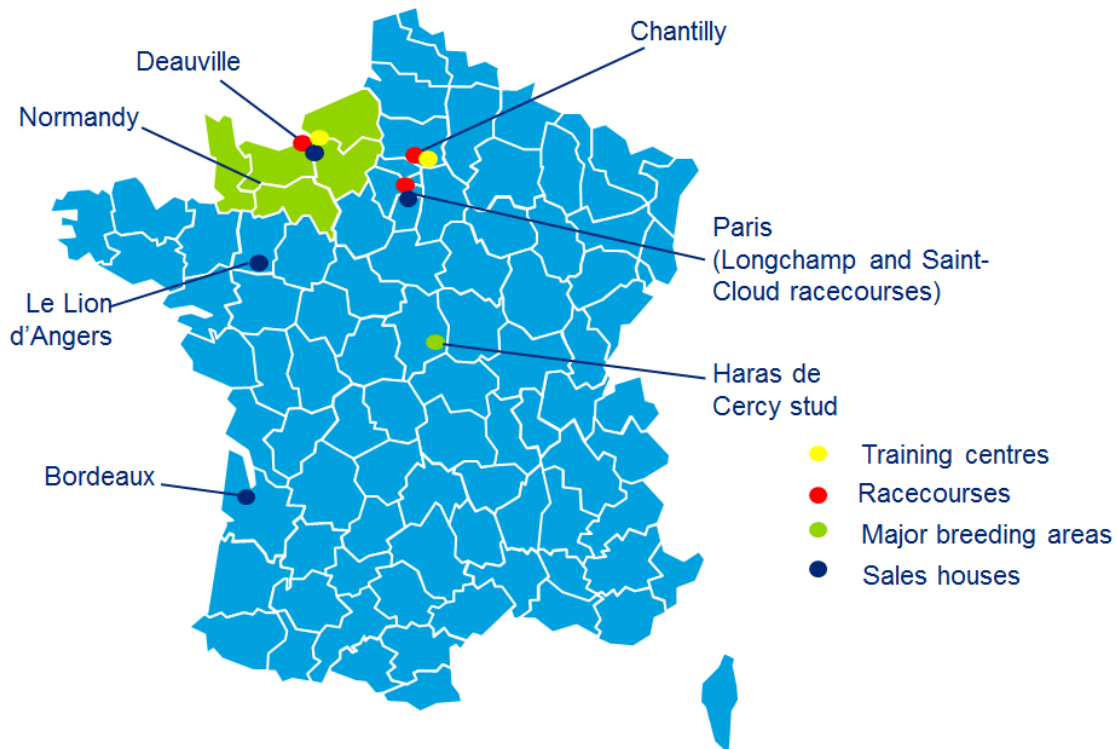 Chantilly
Deauville
Normandy
Paris
(Longchamp and Saint-
Cloud racecourses)
Le Lion
d’Angers
Haras de
Cercy stud
Bordeaux
Training centres
Racecourses
Major breeding areas
Sales houses